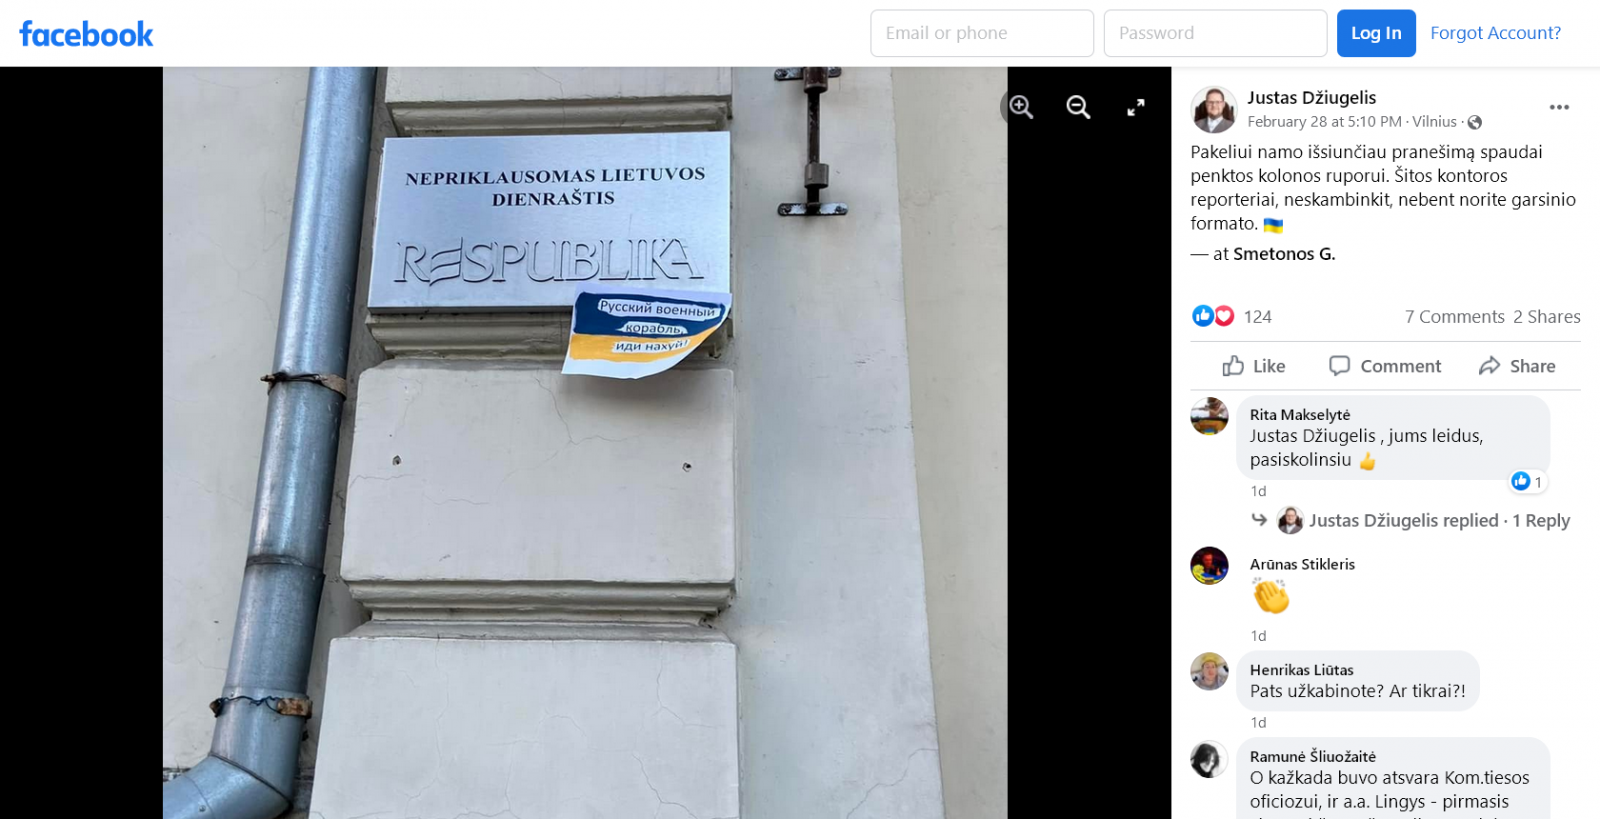 facebook
Email or phone
Password
Log In
Forgot Account?
NEPRIKLAUSOMAS LIETUVOS
DIENRAŠTIS
RESPUBLIKA
Русский военный
корабль,
иди нахуй!
Justas Džiugelis
February 28 at 5:10 PM · Vilnius ·
Pakeliui namo išsiunčiau pranešimą spaudai
penktos kolonos ruporui. Šitos kontoros
reporteriai, neskambinkit, nebent norite garsinio
formato.
— at Smetonos G.
124
7 Comments 2 Shares
Like
Comment
Share
Rita Makselytė
Justas Džiugelis , jums leidus,
pasiskolinsiu
1
1d
Justas Džiugelis replied · 1 Reply
Arūnas Stikleris
1d
Henrikas Liūtas
Pats užkabinote? Ar tikrai?!
1d
Ramunė Šliuožaitė
O kažkada buvo atsvara Kom.tiesos
oficiozui, ir a.a. Lingys - pirmasis